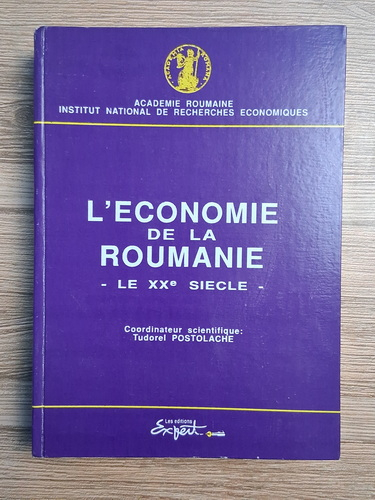 ACADEMIE ROUMAINE
INSTITUT NATIONAL DE RECHERCHES ECONOMIQUES
L'ECONOMIE
DE LA
ROUMANIE
- LE XXe SIECLE -
Coordinateur scientifique:
Tudorel POSTOLACHE
Les editions
Expert